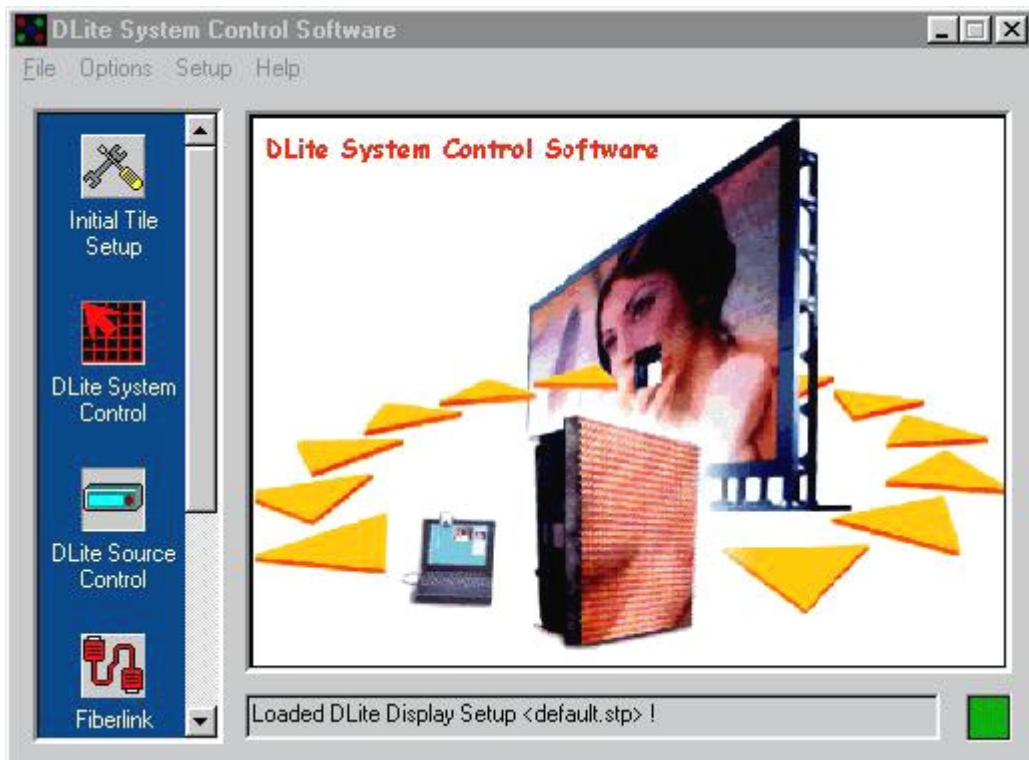 DLite System Control Software
File Options Setup Help
Initial Tile
Setup
DLite System
Control
DLite Source
Control
Fiberlink
DLite System Control Software
Loaded DLite Display Setup <default.stp> !